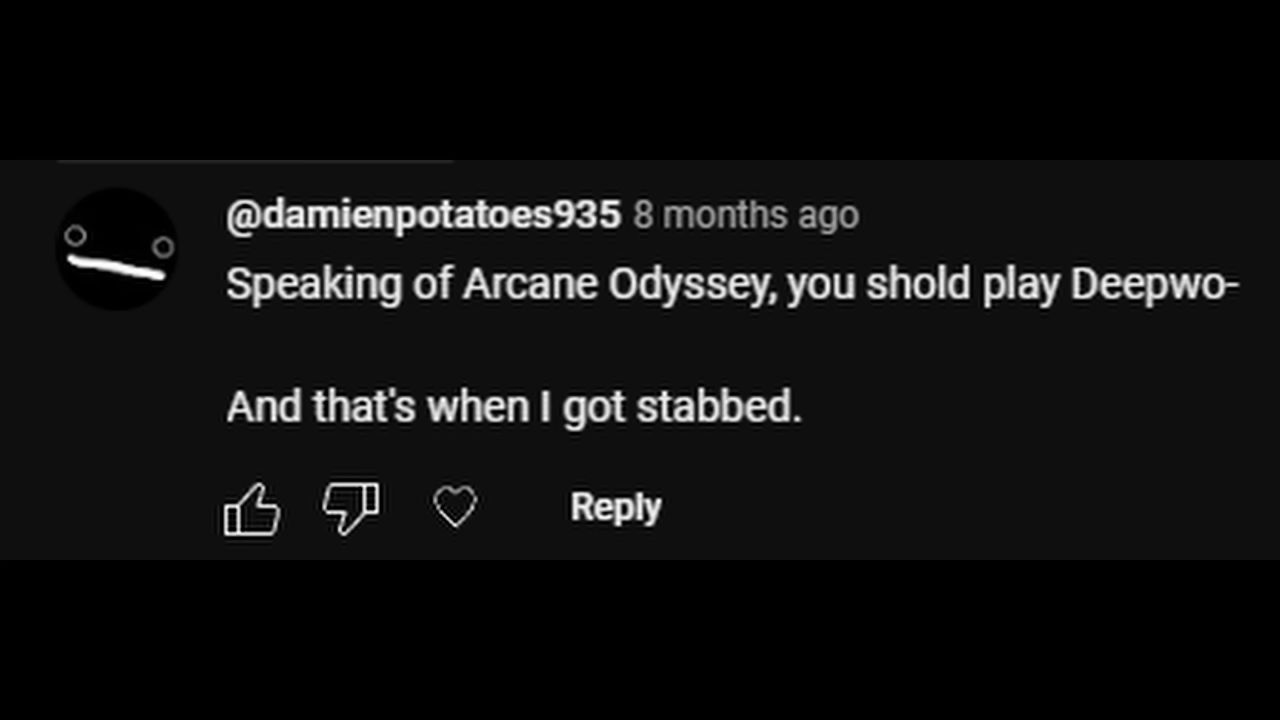 @damienpotatoes935 8 months ago
Speaking of Arcane Odyssey, you shold play Deepwo-
And that's when I got stabbed.
Reply